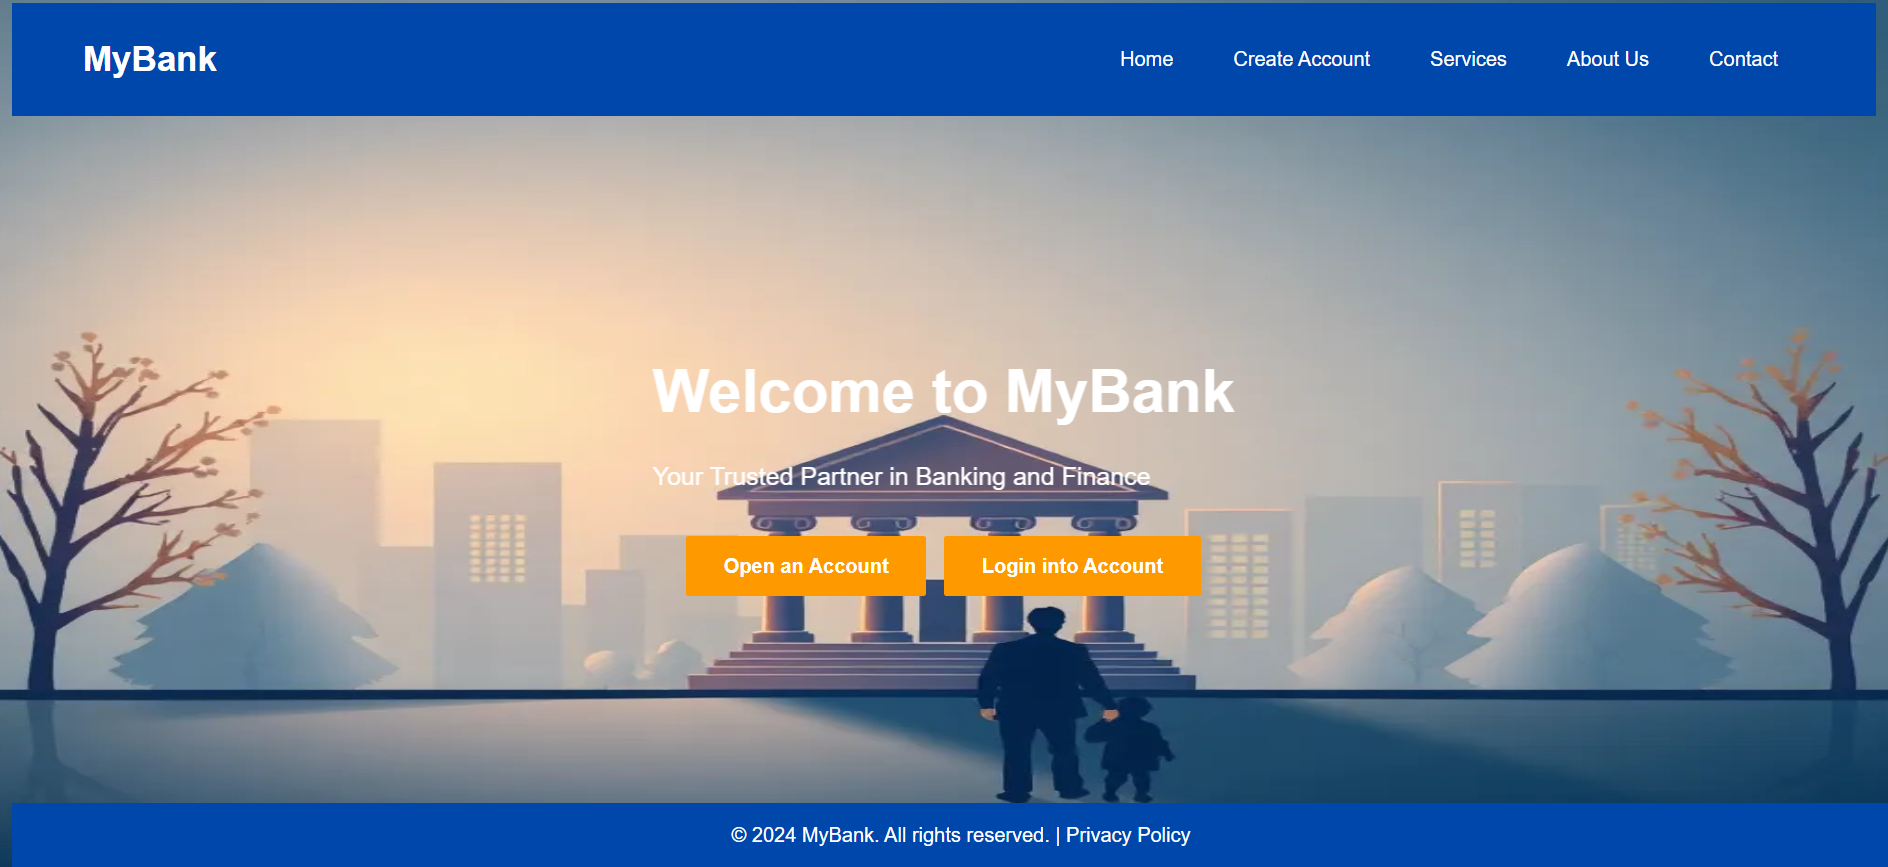 MyBank
Home Create Account Services About Us Contact
Welcome to MyBank
Your Trusted Partner in Banking and Finance
Open an Account Login into Account
© 2024 MyBank. All rights reserved. | Privacy Policy